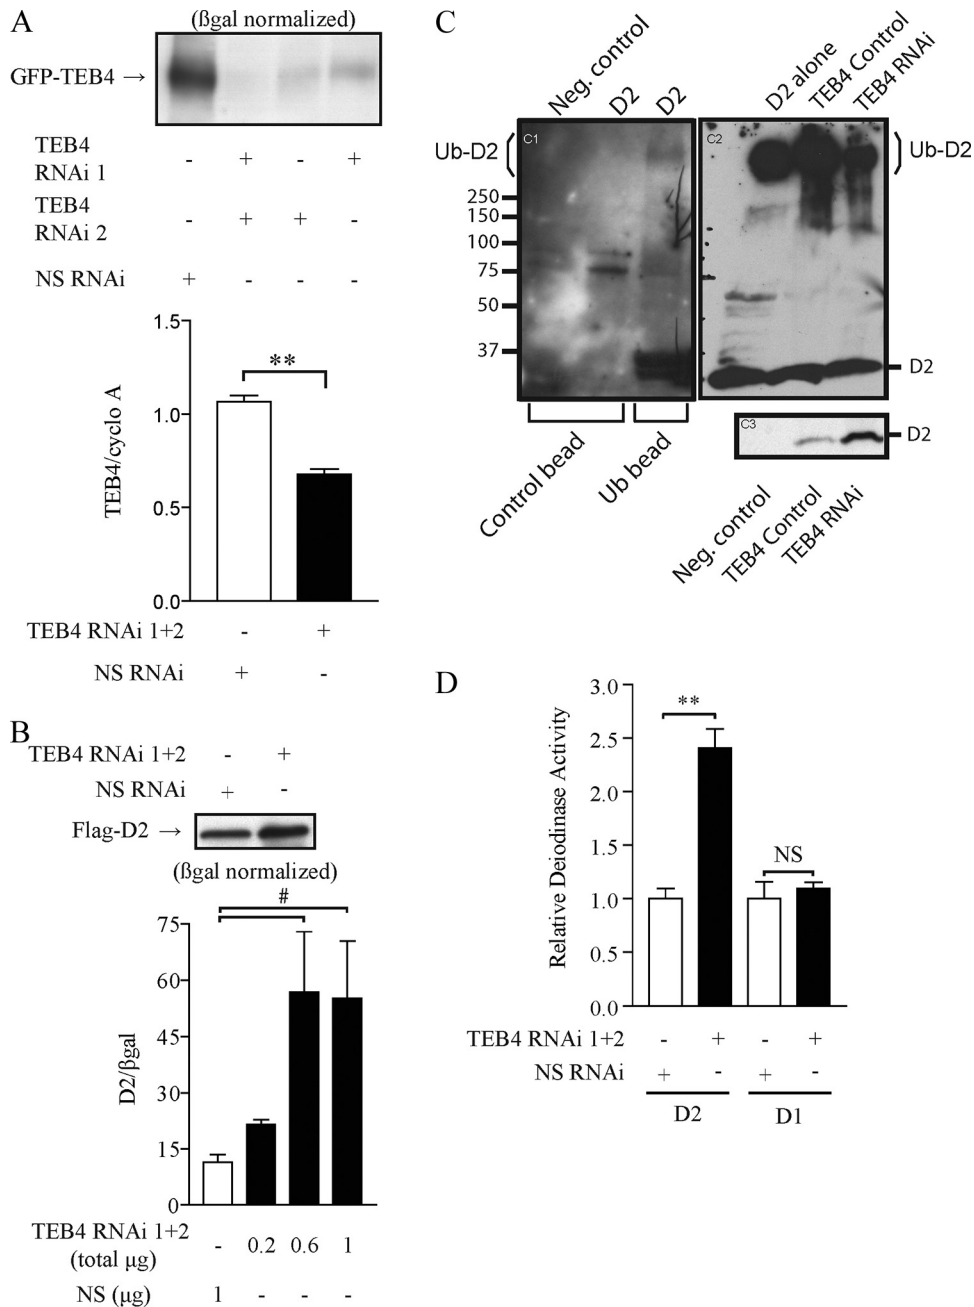 A
(ßgal normalized)
GFP-TEB4 →
TEB4
RNAi 1
- + - +
TEB4
RNAi 2
- + + -
NS RNAi
+ - - -
1.5
1.0
0.5
0.0
TEB4/cyclo A
**
TEB4 RNAi 1+2 - +
NS RNAi + -
B
TEB4 RNAi 1+2 - +
NS RNAi + -
Flag-D2 →
(ßgal normalized)
#
75
60
45
30
15
0
D2/βgal
TEB4 RNAi 1+2
(total μg)
- 0.2 0.6 1
NS (μg) 1 - - -
C
Neg. control
D2
D2
D2 alone
TEB4 Control
TEB4 RNAi
C1
C2
Ub-D2
Ub-D2
250
150
100
75
50
37
D2
C3
D2
Control bead
Ub bead
Neg. control
TEB4 Control
TEB4 RNAi
D
3.0
2.5
2.0
1.5
1.0
0.5
0.0
Relative Deiodinase Activity
**
NS
TEB4 RNAi 1+2 - + - +
NS RNAi + - + -
D2 D1